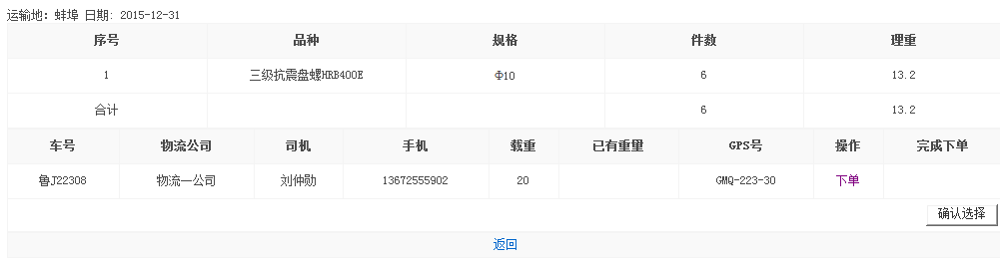 运输地: 蚌埠 日期: 2015-12-31
序号 品种 规格 件数 理重
1 三级抗震盘螺HRB400E Φ10 6 13.2
合计 6 13.2
车号 物流公司 司机 手机 载重 已有重量 GPS号 操作 完成下单
鲁J22308 物流一公司 刘仲勋 13672555902 20 GMQ-223-30 下单
确认选择
返回